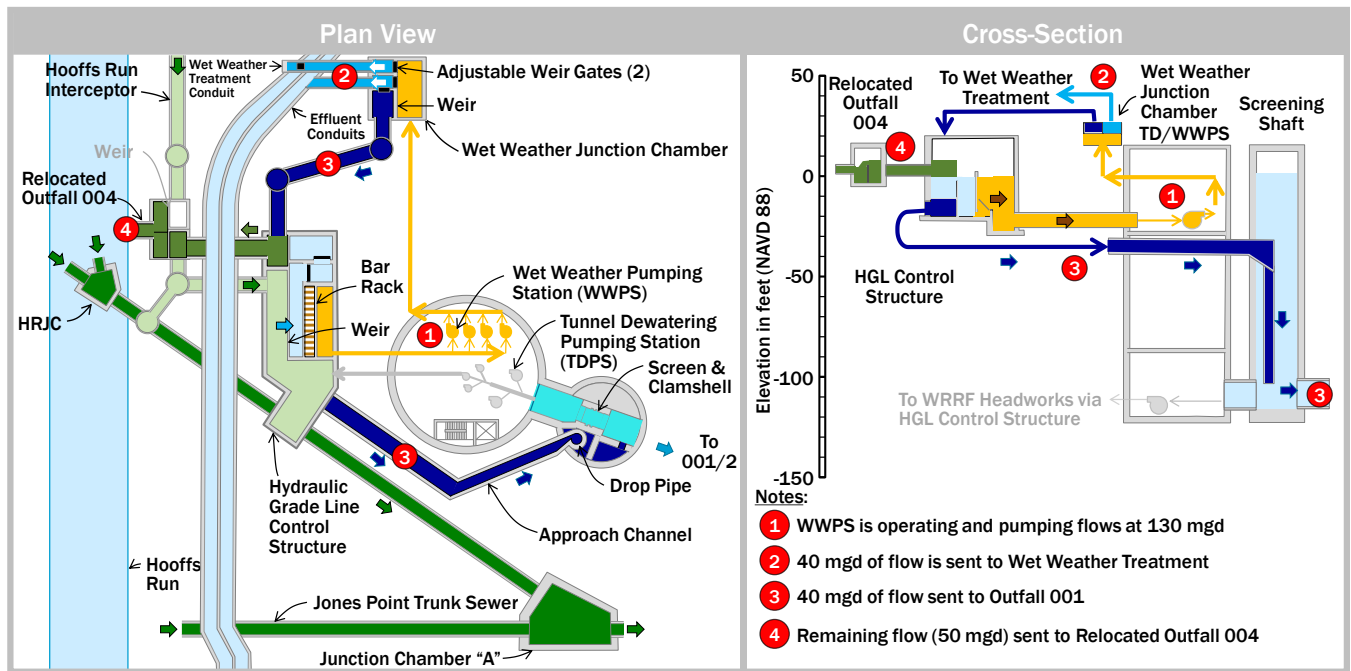 Plan View
Cross-Section
Hooffs Run
Interceptor
Wet Weather
Treatment
Conduit
2
Adjustable Weir Gates (2)
Weir
Effluent
Conduits
Wet Weather Junction Chamber
3
Weir
Relocated
Outfall 004
4
HRJC
Bar
Rack
Weir
Wet Weather Pumping
Station (WWPS)
1
Tunnel Dewatering
Pumping Station
(TDPS)
Screen &
Clamshell
To
001/2
3
Drop Pipe
Hydraulic
Grade Line
Control
Structure
Approach Channel
Hooffs
Run
Jones Point Trunk Sewer
Junction Chamber “A”
Elevation in feet (NAVD 88)
50
0
-50
-100
-150
Relocated
Outfall
004
4
To Wet Weather
Treatment
2
Wet Weather
Junction
Chamber
TD/WWPS
Screening
Shaft
1
HGL Control
Structure
3
To WRRF Headworks via
HGL Control Structure
3
Notes:
1 WWPS is operating and pumping flows at 130 mgd
2 40 mgd of flow is sent to Wet Weather Treatment
3 40 mgd of flow sent to Outfall 001
4 Remaining flow (50 mgd) sent to Relocated Outfall 004